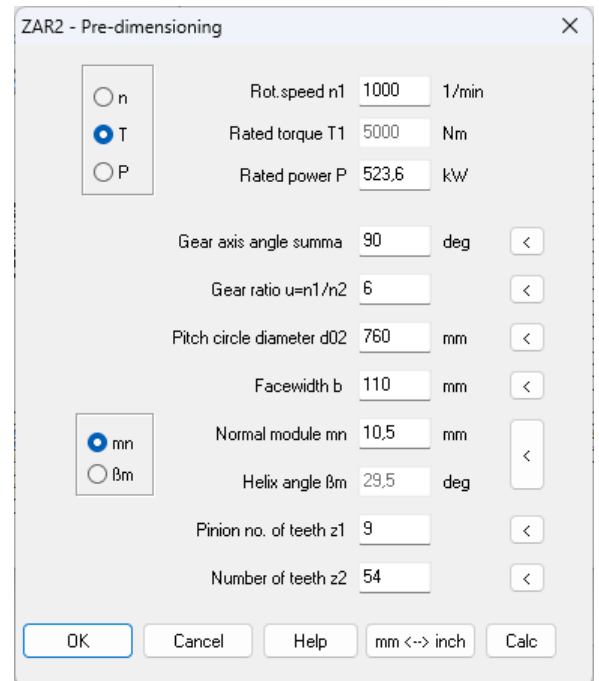 ZAR2 - Pre-dimensioning
n Rot.speed n1 1000 1/min
T Rated torque T1 5000 Nm
P Rated power P 523,6 kW
Gear axis angle summa 90 deg <
Gear ratio u=n1/n2 6 <
Pitch circle diameter d02 760 mm <
Facewidth b 110 mm <
mn Normal module mn 10,5 mm <
ßm Helix angle ßm 29,5 deg
Pinion no. of teeth z1 9 <
Number of teeth z2 54 <
OK Cancel Help mm <--> inch Calc